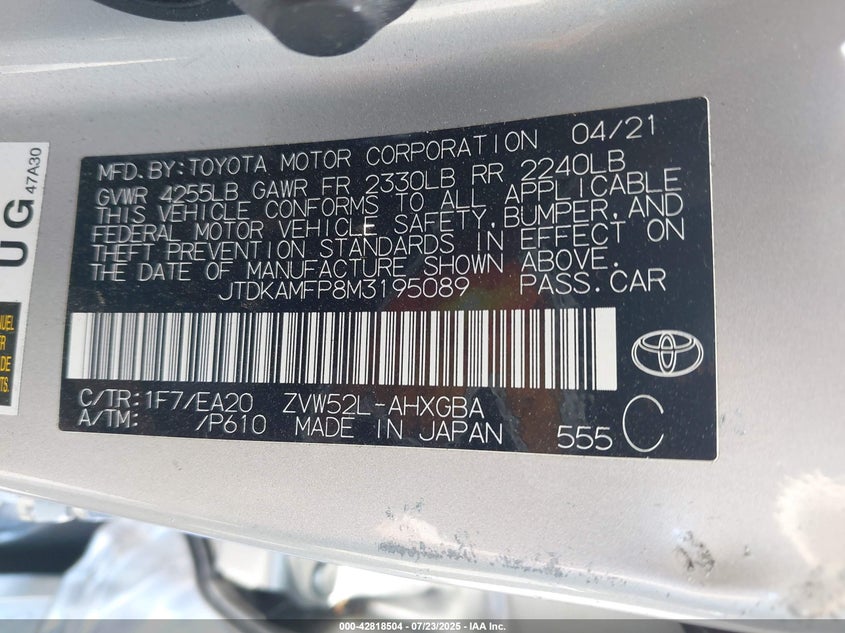 MFD.BY:TOYOTA MOTOR CORPORATION 04/21
GVWR 4255LB GAWR FR 2330LB RR 2240LB
THIS VEHICLE CONFORMS TO ALL APPLICABLE
FEDERAL MOTOR VEHICLE SAFETY,BUMPER,AND
THEFT PREVENTION STANDARDS IN EFFECT ON
THE DATE OF MANUFACTURE SHOWN ABOVE.
JTDKAMFP8M3195089 PASS.CAR
C/TR:1F7/EA20 ZVW52L-AHXGBA
A/TM: /P610 MADE IN JAPAN 555 C
UG
47A30
000-42818504 | 07/23/2025 | IAA Inc.